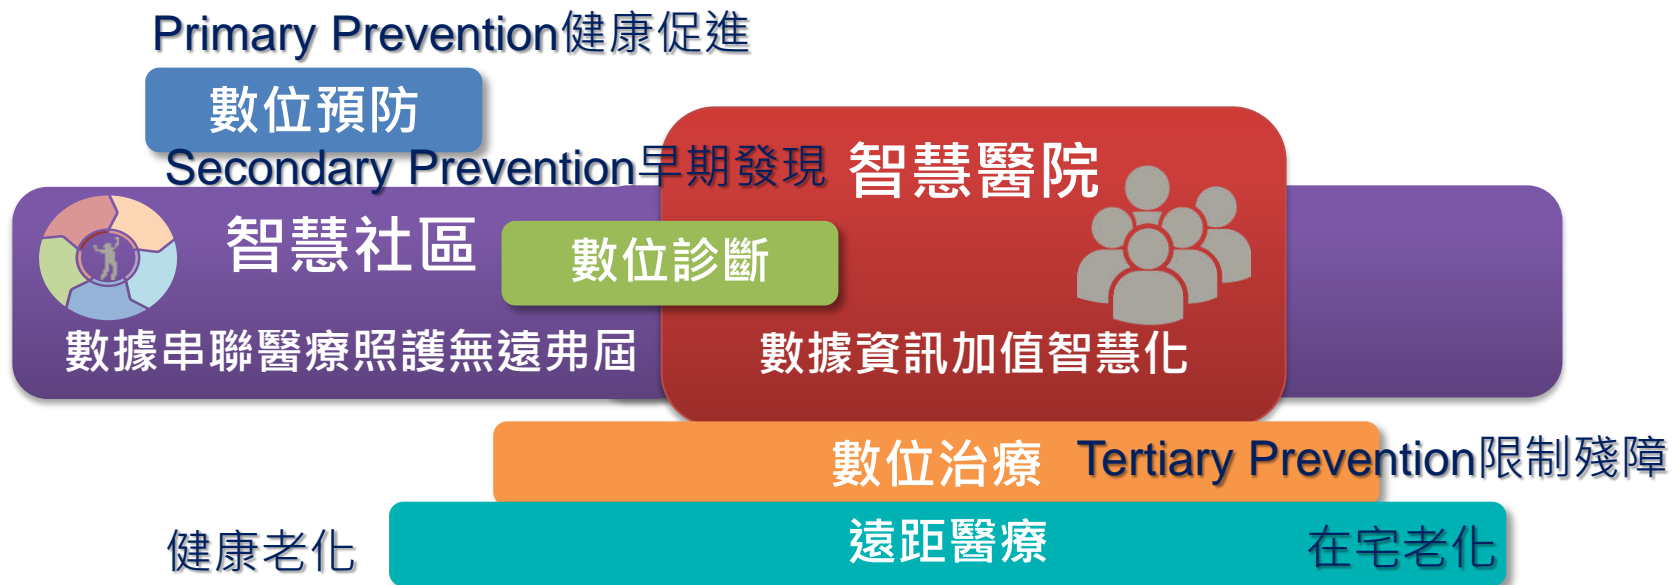 Primary Prevention健康促進
數位預防
Secondary Prevention早期發現
智慧醫院
智慧社區
數位診斷
數據串聯醫療照護無遠弗屆
數據資訊加值智慧化
數位治療
Tertiary Prevention限制殘障
健康老化
遠距醫療
在宅老化